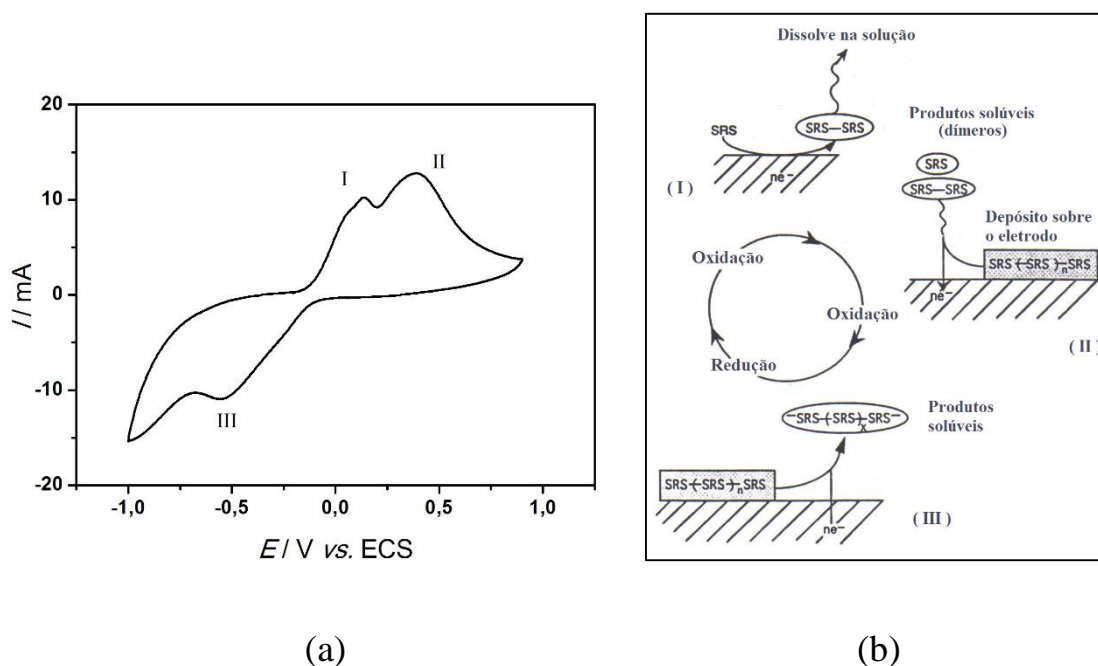 20
10
0
-10
-20
I / mA
I
II
III
-1,0
-0,5
0,0
0,5
1,0
E / V vs. ECS
(a)
Dissolve na solução
SRS
SRS—SRS
ne⁻
( I )
Produtos solúveis
(dímeros)
SRS
SRS—SRS
Depósito sobre
o eletrodo
SRS-(-SRS-)ₙSRS
ne⁻
( II )
Oxidação
Oxidação
Redução
Produtos
solúveis
⁻SRS-(-SRS-)ₓSRS⁻
SRS-(-SRS-)ₙSRS
ne⁻
( III )
(b)